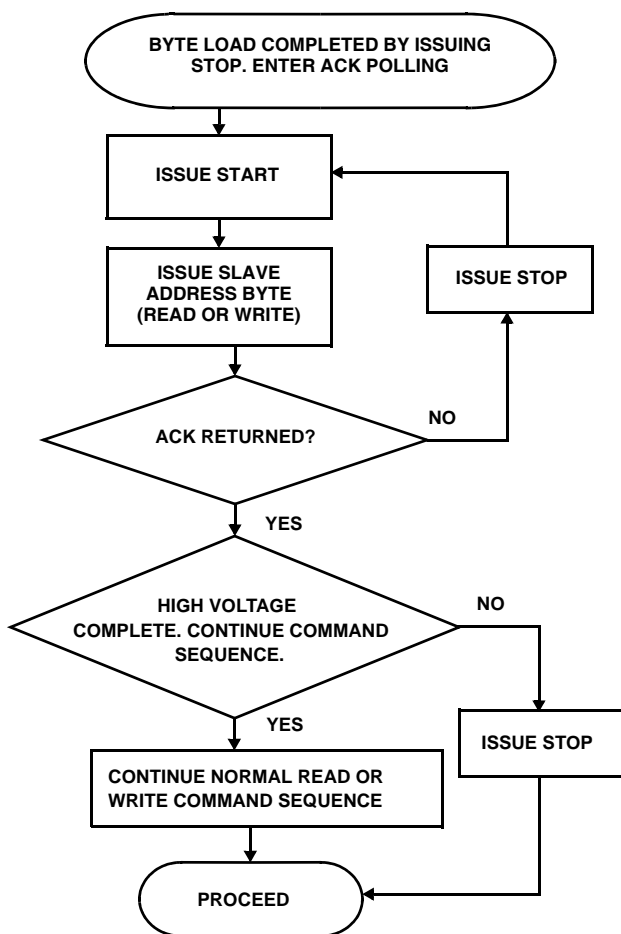 BYTE LOAD COMPLETED BY ISSUING
STOP. ENTER ACK POLLING
ISSUE START
ISSUE SLAVE
ADDRESS BYTE
(READ OR WRITE)
ISSUE STOP
ACK RETURNED?
NO
YES
HIGH VOLTAGE
COMPLETE. CONTINUE COMMAND
SEQUENCE.
NO
YES
ISSUE STOP
CONTINUE NORMAL READ OR
WRITE COMMAND SEQUENCE
PROCEED